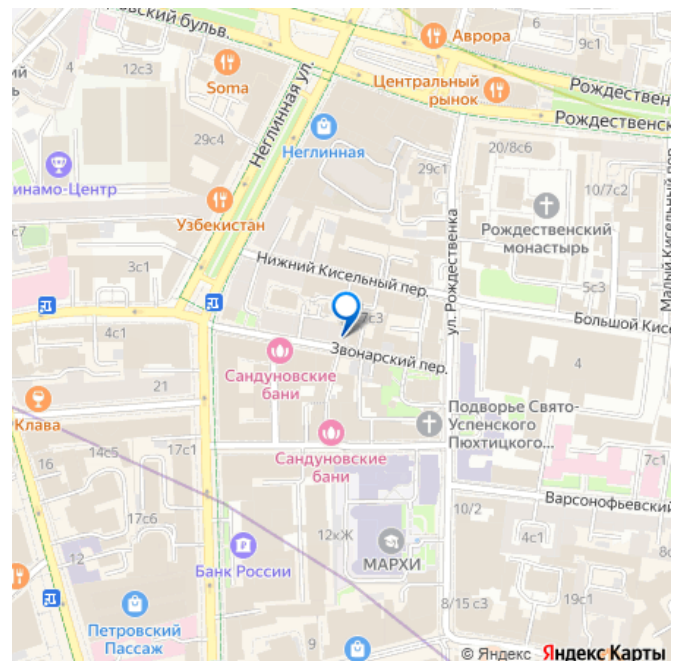 овский бульв.
6
Аврора
9с1
ий
4
12с3
Soma
Центральный
рынок
Рождествен
Рождественск
Неглинная ул.
29с4
Неглинная
29с1
20/8с6
10/7с2
Малый Кисельный пер.
инамо-Центр
Узбекистан
ул. Рождественка
Рождественский
монастырь
с7
3с1
Нижний Кисельный пер.
5с3
7с3
Большой Кисе
4с1
Звонарский пер.
4
Сандуновские
бани
21
Клава
Подворье Свято-
Успенского
Пюхтицкого...
14с5
17с1
16
Сандуновские
бани
7с1
Варсонофьевский
17с6
12кЖ
10/2
4с1
12
Банк России
МАРХИ
8/15 с3
19с1
Петровский
Пассаж
9
© Яндекс Яндекс Карты